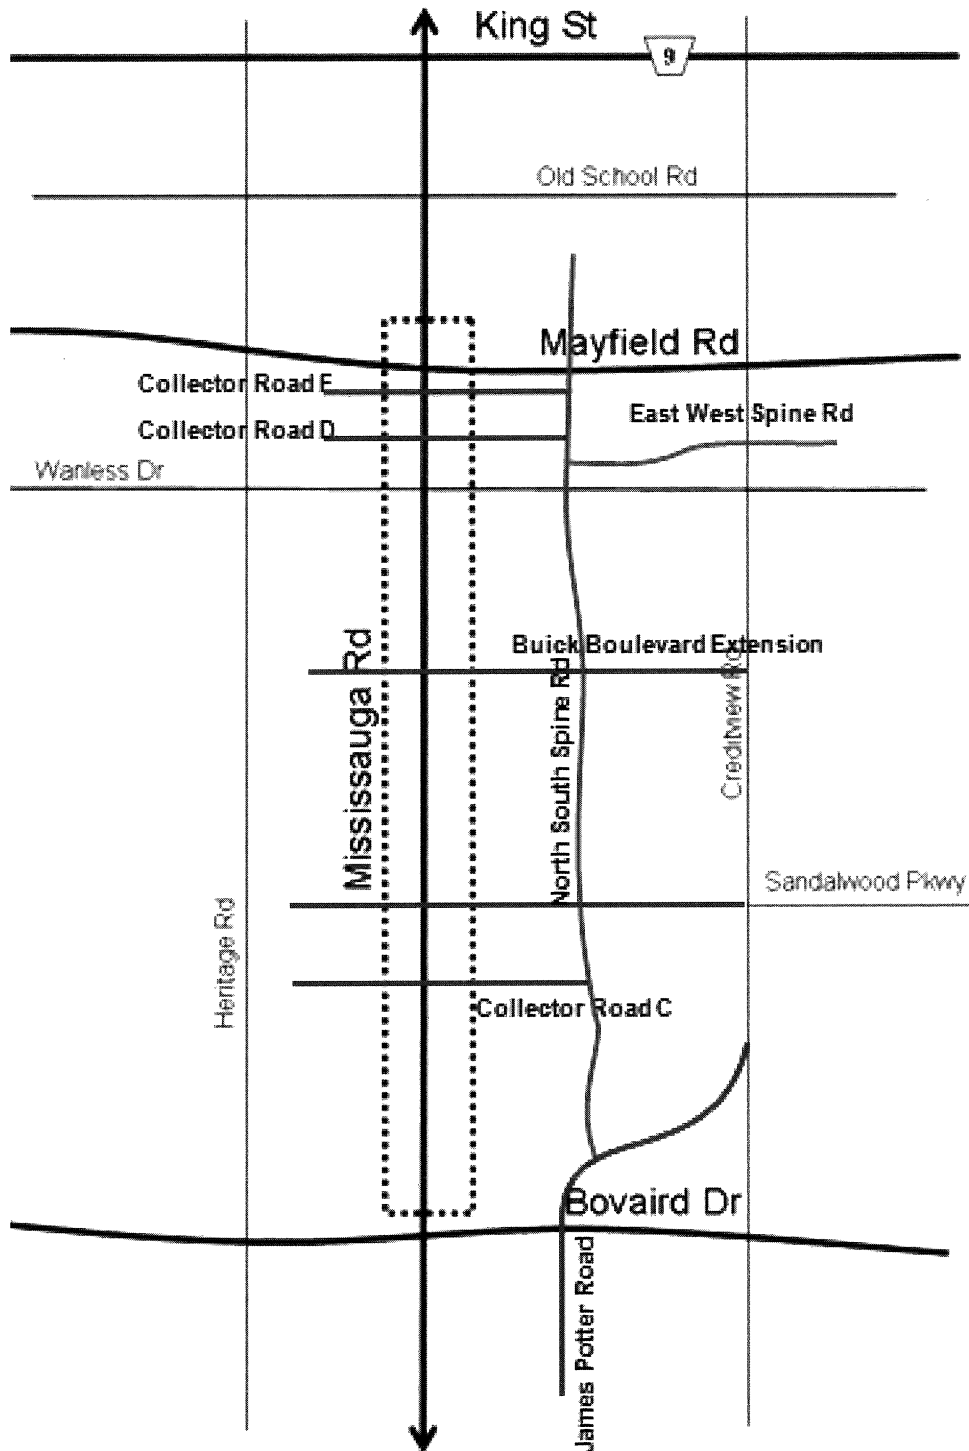 King St
9
Old School Rd
Mayfield Rd
Collector Road F
East West Spine Rd
Collector Road D
Wanless Dr
Buick Boulevard Extension
Mississauga Rd
North South Spine Rd
Creditview Rd
Sandalwood Pkwy
Heritage Rd
Collector Road C
Bovaird Dr
James Potter Road